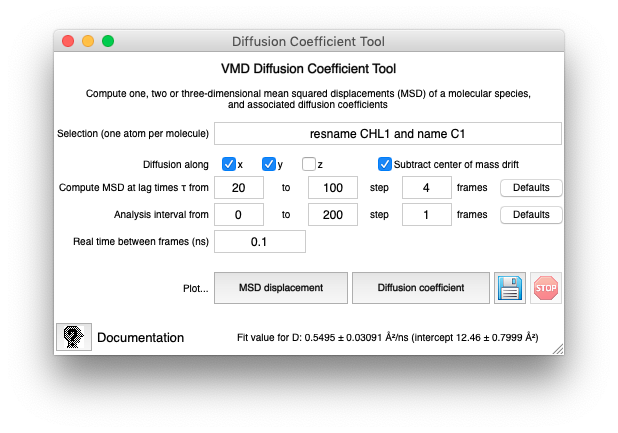 Diffusion Coefficient Tool
VMD Diffusion Coefficient Tool
Compute one, two or three-dimensional mean squared displacements (MSD) of a molecular species,
and associated diffusion coefficients
Selection (one atom per molecule) resname CHL1 and name C1
Diffusion along x y z Subtract center of mass drift
Compute MSD at lag times τ from 20 to 100 step 4 frames Defaults
Analysis interval from 0 to 200 step 1 frames Defaults
Real time between frames (ns) 0.1
Plot... MSD displacement Diffusion coefficient STOP
Documentation Fit value for D: 0.5495 ± 0.03091 Å²/ns (intercept 12.46 ± 0.7999 Å²)